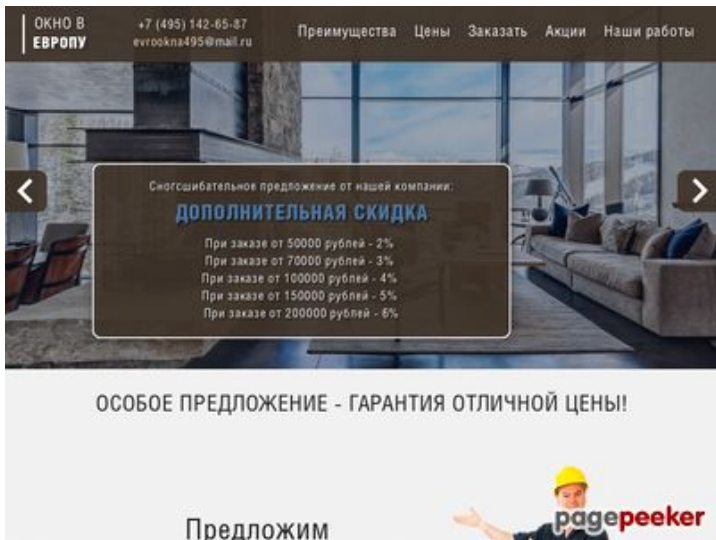 ОКНО В
ЕВРОПУ
+7 (495) 142-65-87
evrookna495@mail.ru
Преимущества Цены Заказать Акции Наши работы
Сногсшибательное предложение от нашей компании:
ДОПОЛНИТЕЛЬНАЯ СКИДКА
При заказе от 50000 рублей - 2%
При заказе от 70000 рублей - 3%
При заказе от 100000 рублей - 4%
При заказе от 150000 рублей - 5%
При заказе от 200000 рублей - 6%
ОСОБОЕ ПРЕДЛОЖЕНИЕ - ГАРАНТИЯ ОТЛИЧНОЙ ЦЕНЫ!
Предложим
pagepeeker